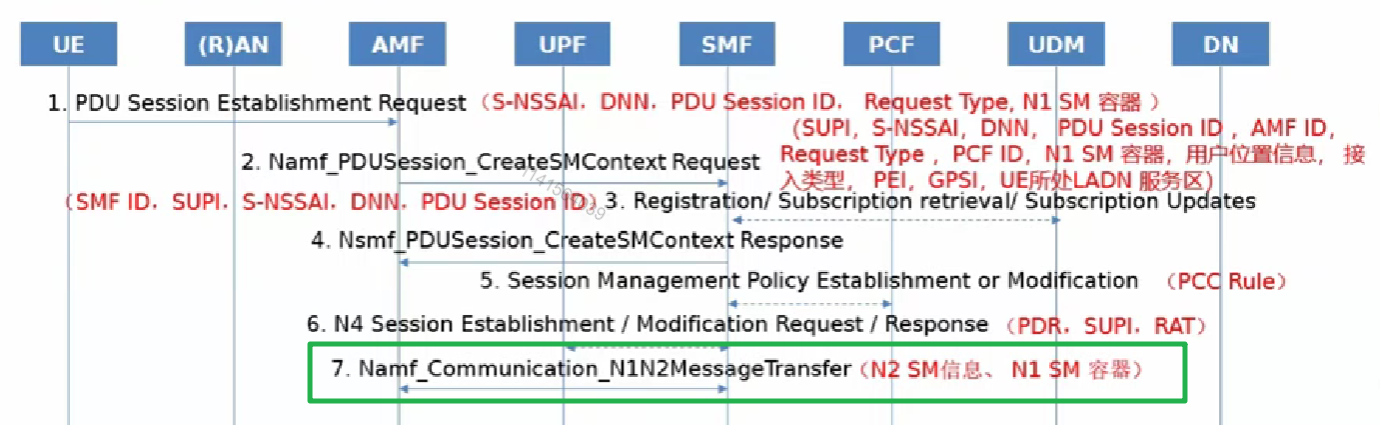 UE (R)AN AMF UPF SMF PCF UDM DN
1. PDU Session Establishment Request（S-NSSAI，DNN，PDU Session ID， Request Type, N1 SM 容器 ）
（SUPI，S-NSSAI，DNN， PDU Session ID ，AMF ID，
2. Namf_PDUSession_CreateSMContext Request Request Type ，PCF ID，N1 SM 容器，用户位置信息， 接
入类型， PEI，GPSI，UE所处LADN 服务区）
（SMF ID，SUPI，S-NSSAI，DNN，PDU Session ID）3. Registration/ Subscription retrieval/ Subscription Updates
4. Nsmf_PDUSession_CreateSMContext Response
5. Session Management Policy Establishment or Modification （PCC Rule）
6. N4 Session Establishment / Modification Request / Response （PDR，SUPI，RAT）
7. Namf_Communication_N1N2MessageTransfer（N2 SM信息、 N1 SM 容器）